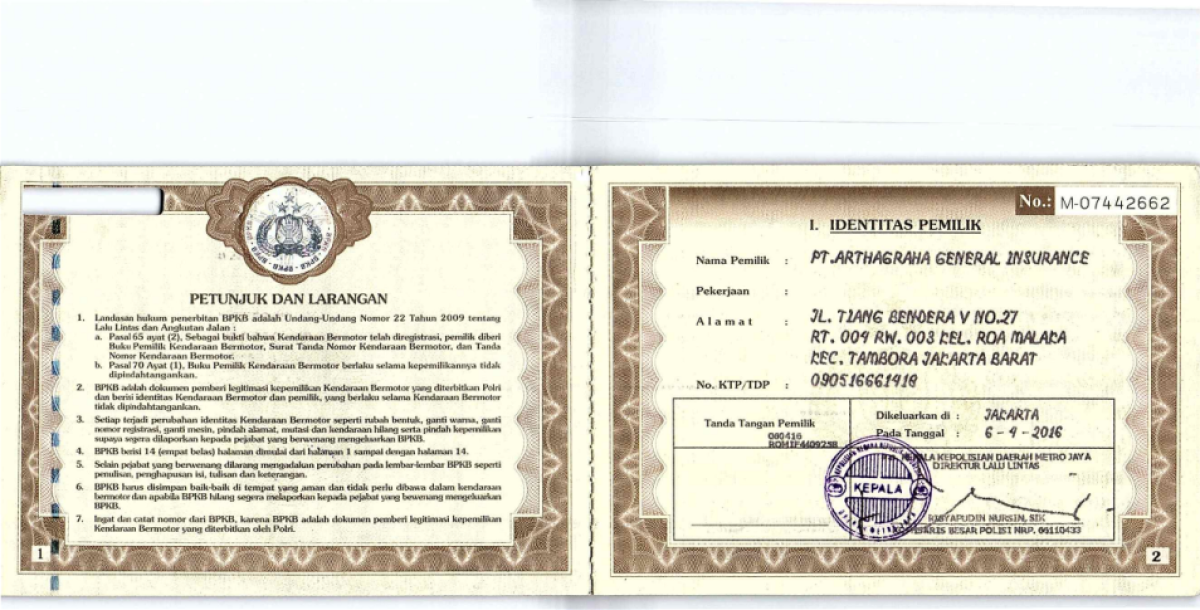 PETUNJUK DAN LARANGAN
1. Landasan hukum penerbitan BPKB adalah Undang-Undang Nomor 22 Tahun 2009 tentang
Lalu Lintas dan Angkutan Jalan :
a. Pasal 65 ayat (2), Sebagai bukti bahwa Kendaraan Bermotor telah diregistrasi, pemilik diberi
Buku Pemilik Kendaraan Bermotor, Surat Tanda Nomor Kendaraan Bermotor, dan Tanda
Nomor Kendaraan Bermotor.
b. Pasal 70 Ayat (1), Buku Pemilik Kendaraan Bermotor berlaku selama kepemilikannya tidak
dipindahtangankan.
2. BPKB adalah dokumen pemberi legitimasi kepemilikan Kendaraan Bermotor yang diterbitkan Polri
dan berisi identitas Kendaraan Bermotor dan pemilik, yang berlaku selama Kendaraan Bermotor
tidak dipindahtangankan.
3. Setiap terjadi perubahan identitas Kendaraan Bermotor seperti rubah bentuk, ganti warna, ganti
nomor registrasi, ganti mesin, pindah alamat, mutasi dan kendaraan hilang serta pindah kepemilikan
supaya segera dilaporkan kepada pejabat yang berwenang mengeluarkan BPKB.
4. BPKB berisi 14 (empat belas) halaman dimulai dari halaman 1 sampai dengan halaman 14.
5. Selain pejabat yang berwenang dilarang mengadakan perubahan pada lembar-lembar BPKB seperti
penulisan, penghapusan isi, tulisan dan keterangan.
6. BPKB harus disimpan baik-baik di tempat yang aman dan tidak perlu dibawa dalam kendaraan
bermotor dan apabila BPKB hilang segera melaporkan kepada pejabat yang bewenang mengeluarkan
BPKB.
7. Ingat dan catat nomor dari BPKB, karena BPKB adalah dokumen pemberi legitimasi kepemilikan
Kendaraan Bermotor yang diterbitkan oleh Polri.
1
No.: M-07442662
I. IDENTITAS PEMILIK
Nama Pemilik : PT.ARTHAGRAHA GENERAL INSURANCE
Pekerjaan :
Alamat : JL. TIANG BENDERA V NO.27
RT. 004 RW. 003 KEL. ROA MALAKA
KEC. TAMBORA JAKARTA BARAT
No. KTP/TDP : 090516661418
Tanda Tangan Pemilik
080416
Dikeluarkan di : JAKARTA
Pada Tanggal : 6-4-2016
KEPALA KEPOLISIAN DAERAH METRO JAYA
DIREKTUR LALU LINTAS
KEPALA
NURSIN, SIK
BESAR POLISI NRP. 66110433
2